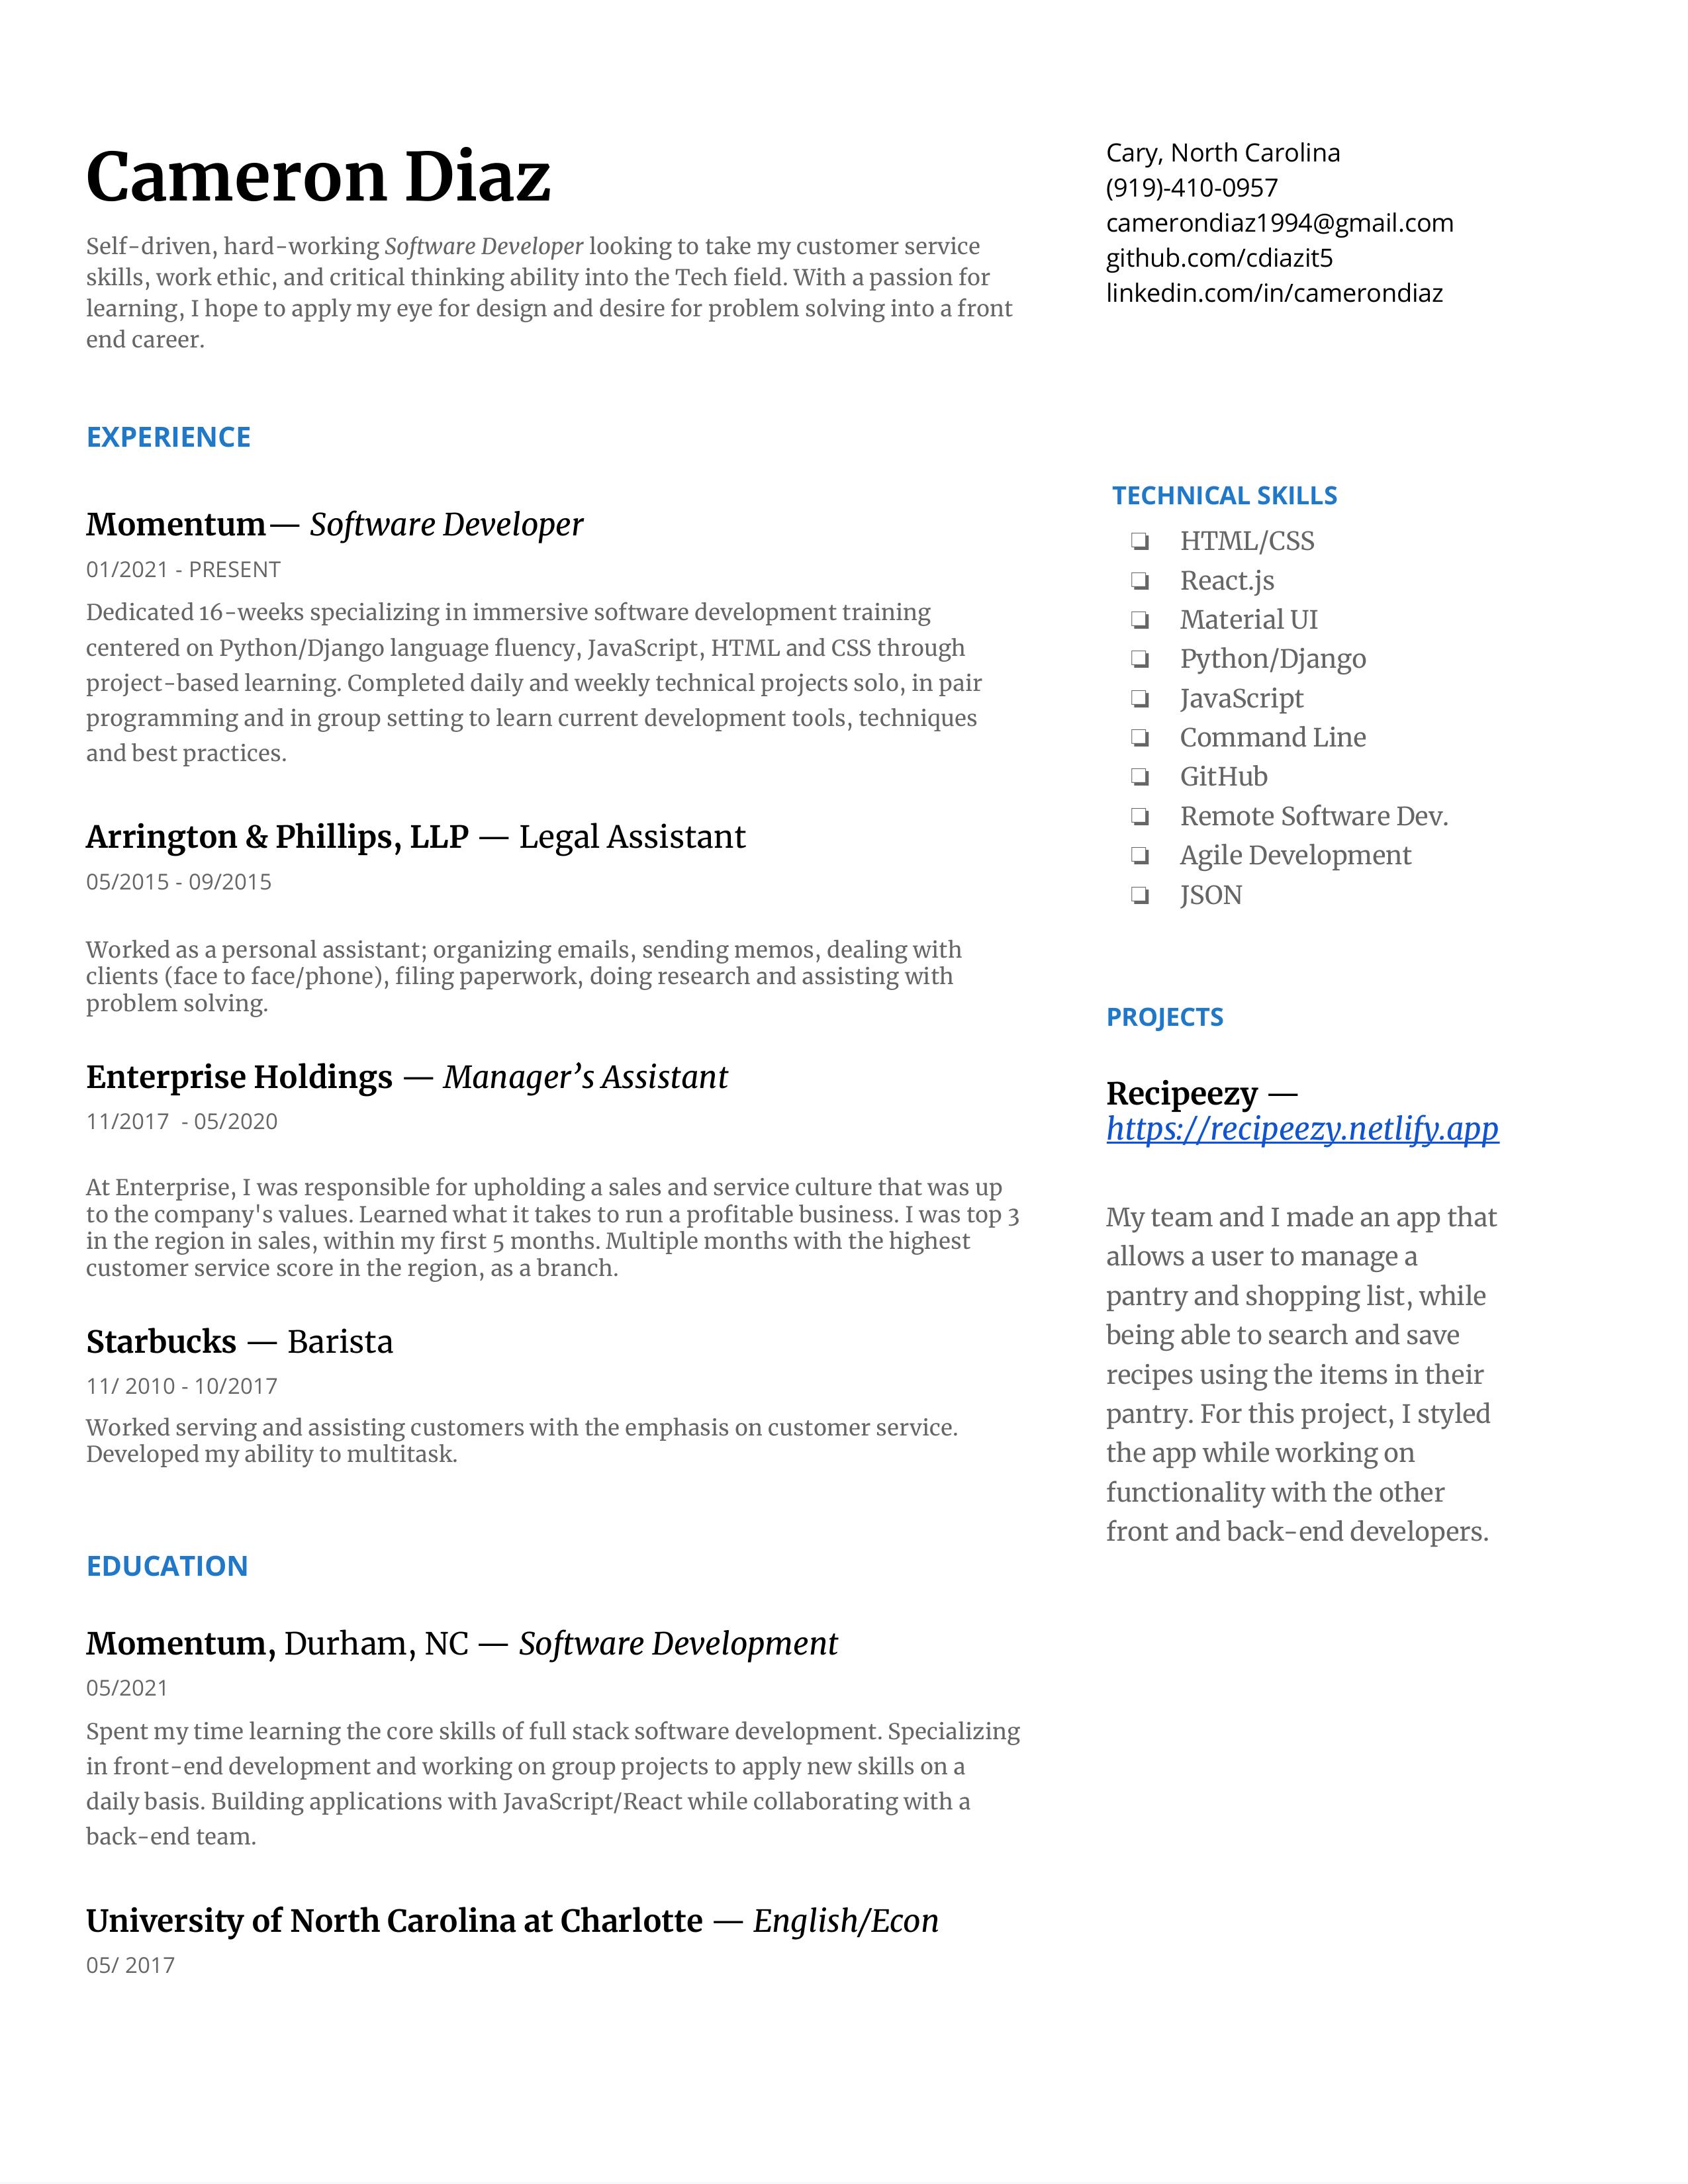 Cameron Diaz
Self-driven, hard-working Software Developer looking to take my customer service
skills, work ethic, and critical thinking ability into the Tech field. With a passion for
learning, I hope to apply my eye for design and desire for problem solving into a front
end career.
Cary, North Carolina
(919)-410-0957
camerondiaz1994@gmail.com
github.com/cdiazit5
linkedin.com/in/camerondiaz
EXPERIENCE
Momentum— Software Developer
01/2021 - PRESENT
Dedicated 16-weeks specializing in immersive software development training
centered on Python/Django language fluency, JavaScript, HTML and CSS through
project-based learning. Completed daily and weekly technical projects solo, in pair
programming and in group setting to learn current development tools, techniques
and best practices.
Arrington & Phillips, LLP — Legal Assistant
05/2015 - 09/2015
Worked as a personal assistant; organizing emails, sending memos, dealing with
clients (face to face/phone), filing paperwork, doing research and assisting with
problem solving.
Enterprise Holdings — Manager’s Assistant
11/2017  - 05/2020
At Enterprise, I was responsible for upholding a sales and service culture that was up
to the company's values. Learned what it takes to run a profitable business. I was top 3
in the region in sales, within my first 5 months. Multiple months with the highest
customer service score in the region, as a branch.
Starbucks — Barista
11/ 2010 - 10/2017
Worked serving and assisting customers with the emphasis on customer service.
Developed my ability to multitask.
EDUCATION
Momentum, Durham, NC — Software Development
05/2021
Spent my time learning the core skills of full stack software development. Specializing
in front-end development and working on group projects to apply new skills on a
daily basis. Building applications with JavaScript/React while collaborating with a
back-end team.
University of North Carolina at Charlotte — English/Econ
05/ 2017
TECHNICAL SKILLS
❏ HTML/CSS
❏ React.js
❏ Material UI
❏ Python/Django
❏ JavaScript
❏ Command Line
❏ GitHub
❏ Remote Software Dev.
❏ Agile Development
❏ JSON
PROJECTS
Recipeezy —
https://recipeezy.netlify.app
My team and I made an app that
allows a user to manage a
pantry and shopping list, while
being able to search and save
recipes using the items in their
pantry. For this project, I styled
the app while working on
functionality with the other
front and back-end developers.